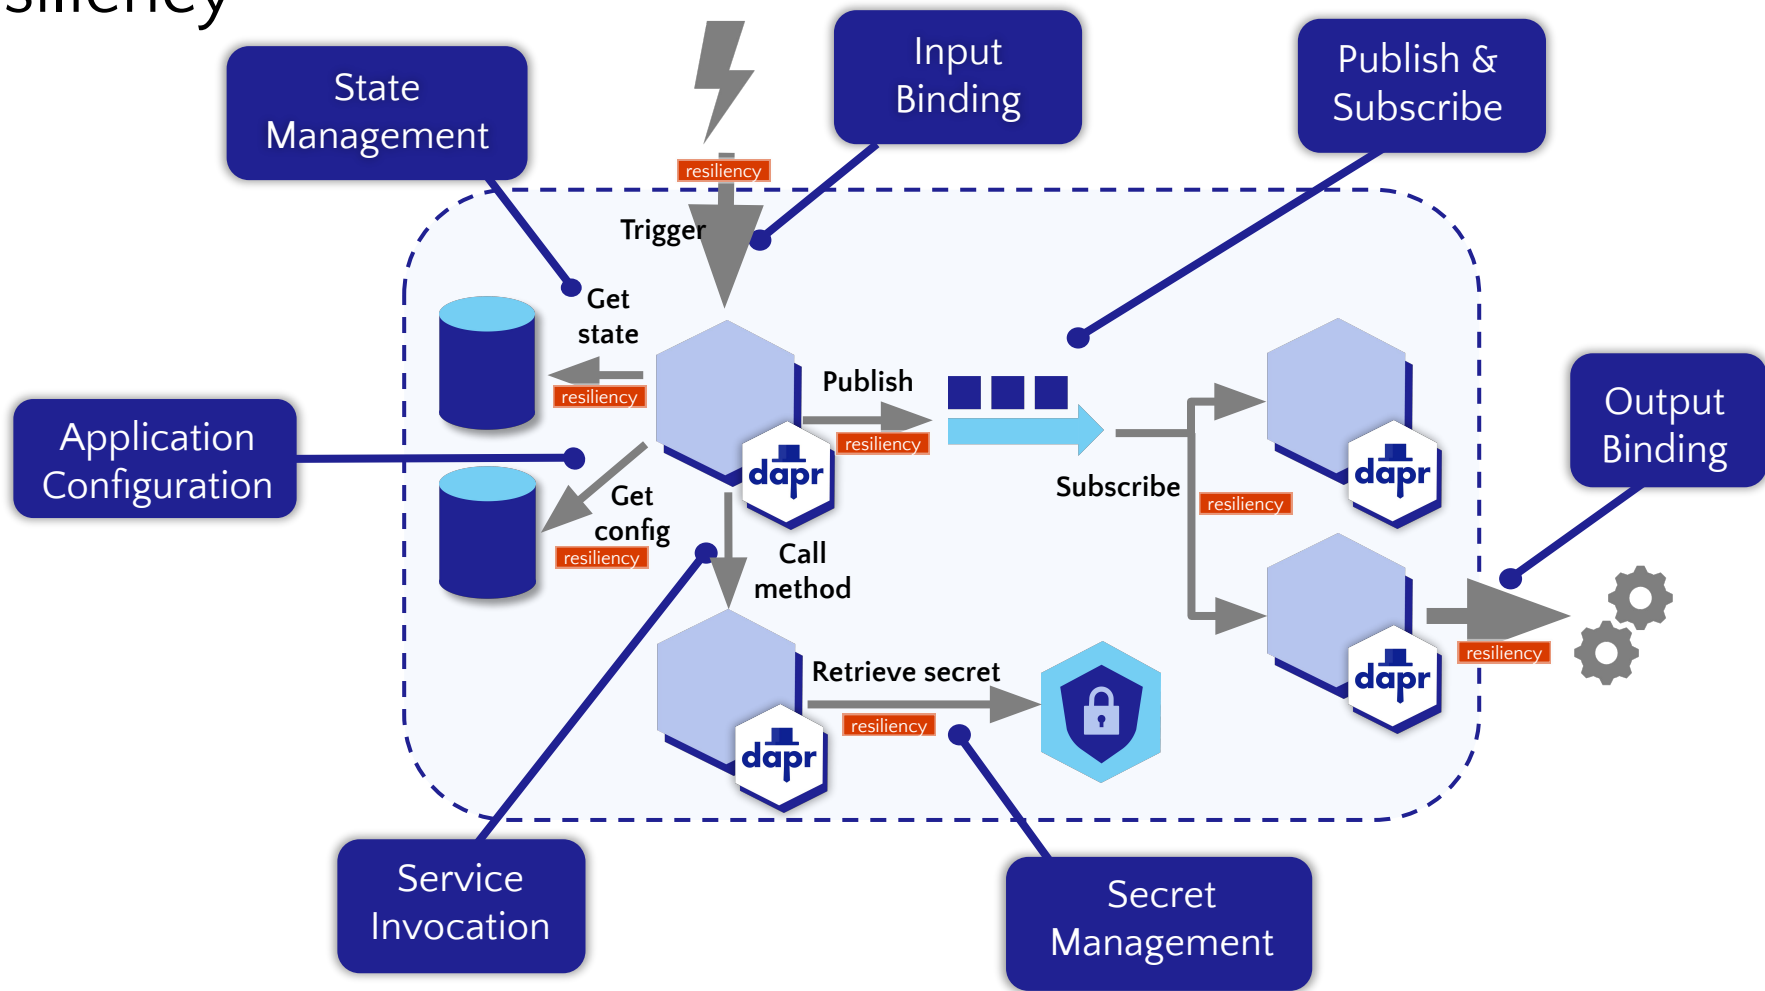 siliency
State
Management
Input
Binding
Publish &
Subscribe
resiliency
Trigger
Get
state
resiliency
Publish
resiliency
dapr
dapr
Output
Binding
Application
Configuration
Get
config
resiliency
Subscribe
resiliency
Call
method
Retrieve secret
resiliency
dapr
dapr
resiliency
Service
Invocation
Secret
Management